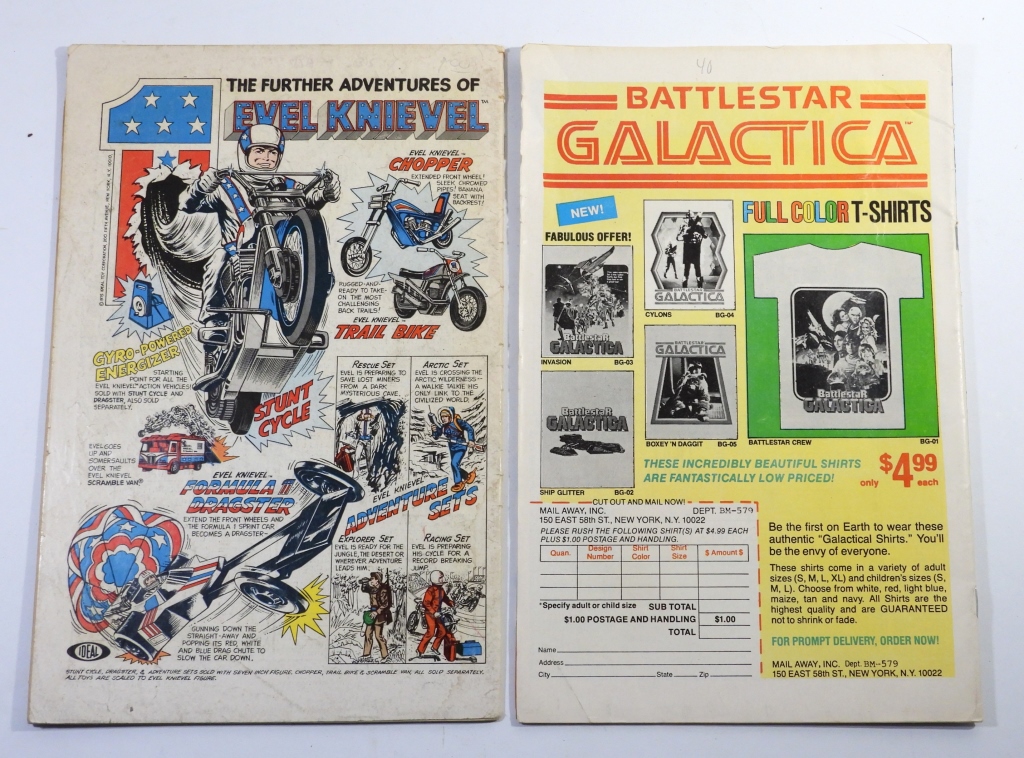 THE FURTHER ADVENTURES OF
EVEL KNIEVEL™
1
EVEL KNIEVEL™
CHOPPER
EXTENDED FRONT WHEEL!
SLEEK CHROMED
PIPES! BANANA
SEAT WITH
BACKREST!
RUGGED-AND-
READY TO TAKE-
ON THE MOST
CHALLENGING
BACK TRAILS!
EVEL KNIEVEL™
TRAIL BIKE
GYRO-POWERED
ENERGIZER
STARTING
POINT FOR ALL THE
EVEL KNIEVEL™ ACTION VEHICLES!
SOLD WITH STUNT CYCLE AND
DRAGSTER, ALSO SOLD
SEPARATELY.
STUNT
CYCLE
EVEL GOES
UP AND
SOMERSAULTS
OVER THE
EVEL KNIEVEL
SCRAMBLE VAN®
EVEL KNIEVEL™
FORMULA 1
DRAGSTER
EXTEND THE FRONT WHEELS AND
THE FORMULA 1 SPRINT CAR
BECOMES A DRAGSTER—
RESCUE SET
EVEL IS PREPARING TO
SAVE LOST MINERS
FROM A DARK
MYSTERIOUS CAVE.
ARCTIC SET
EVEL IS CROSSING THE
ARCTIC WILDERNESS—
A WALKIE TALKIE HIS
ONLY LINK TO THE
CIVILIZED WORLD.
EVEL KNIEVEL™
ADVENTURE
SETS
EXPLORER SET
EVEL IS READY FOR THE
JUNGLE, THE DESERT OR
WHEREVER ADVENTURE
LEADS HIM.
RACING SET
EVEL IS PREPARING
HIS CYCLE FOR A
RECORD BREAKING
JUMP.
GUNNING DOWN THE
STRAIGHT-AWAY AND
POPPING ITS RED, WHITE
AND BLUE DRAG CHUTE TO
SLOW THE CAR DOWN.
IDEAL
STUNT CYCLE, DRAGSTER, & ADVENTURE SETS SOLD WITH SEVEN INCH FIGURE. CHOPPER, TRAIL BIKE & SCRAMBLE VAN, ALL SOLD SEPARATELY.
ALL TOYS ARE SCALED TO EVEL KNIEVEL FIGURE.
40
BATTLESTAR
GALACTICA™
NEW!
FABULOUS OFFER!
FULL COLOR T-SHIRTS
Battlestar
GALACTICA
INVASION BG-03
BATTLESTAR
GALACTICA
CYLONS BG-04
BATTLESTAR
GALACTICA
BOXEY 'N DAGGIT BG-05
Battlestar
GALACTICA
SHIP GLITTER BG-02
Battlestar
GALACTICA
BATTLESTAR CREW BG-01
THESE INCREDIBLY BEAUTIFUL SHIRTS
ARE FANTASTICALLY LOW PRICED!
only $4.99 each
CUT OUT AND MAIL NOW!
MAIL AWAY, INC. DEPT. BM-579
150 EAST 58th ST., NEW YORK, N.Y. 10022
PLEASE RUSH THE FOLLOWING SHIRT(S) AT $4.99 EACH
PLUS $1.00 POSTAGE AND HANDLING.
Quan. Design Number Shirt Color Shirt Size $ Amount $
*Specify adult or child size SUB TOTAL
$1.00 POSTAGE AND HANDLING $1.00
TOTAL
Name
Address
City State Zip
Be the first on Earth to wear these
authentic "Galactical Shirts." You'll
be the envy of everyone.
These shirts come in a variety of adult
sizes (S, M, L, XL) and children's sizes (S,
M, L). Choose from white, red, light blue,
maize, tan and navy. All Shirts are the
highest quality and are GUARANTEED
not to shrink or fade.
FOR PROMPT DELIVERY, ORDER NOW!
MAIL AWAY, INC. Dept. BM-579
150 EAST 58th ST., NEW YORK, N.Y. 10022